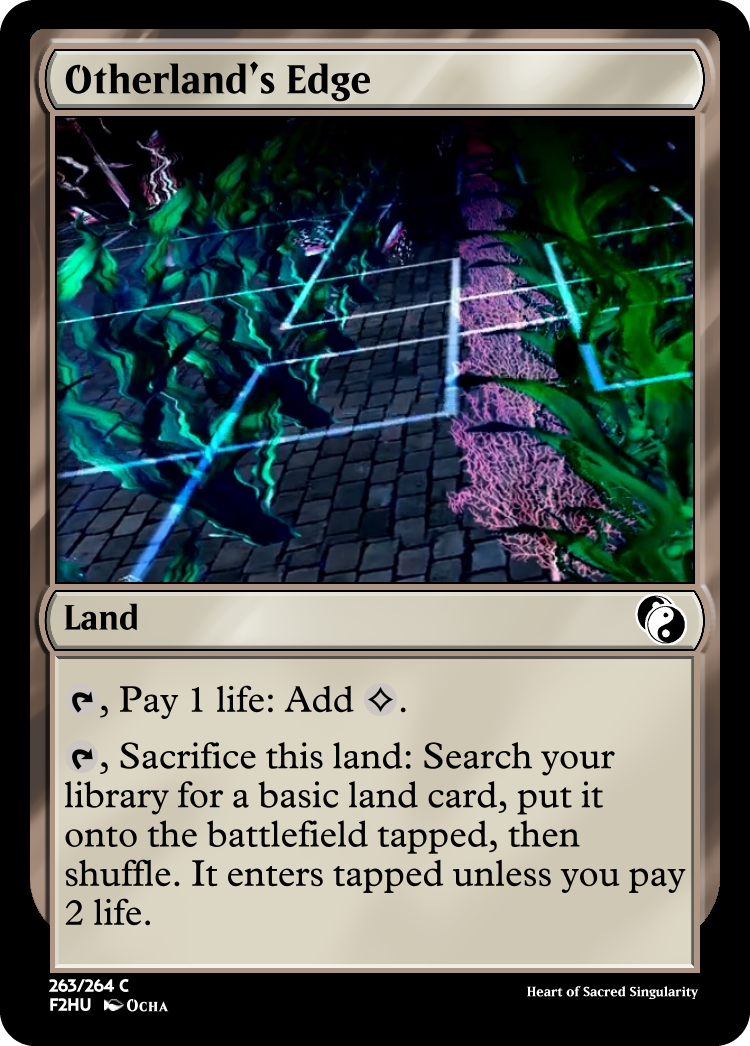 Otherland's Edge
Land
, Pay 1 life: Add .
, Sacrifice this land: Search your
library for a basic land card, put it
onto the battlefield tapped, then
shuffle. It enters tapped unless you pay
2 life.
263/264 C
F2HU Ocha
Heart of Sacred Singularity